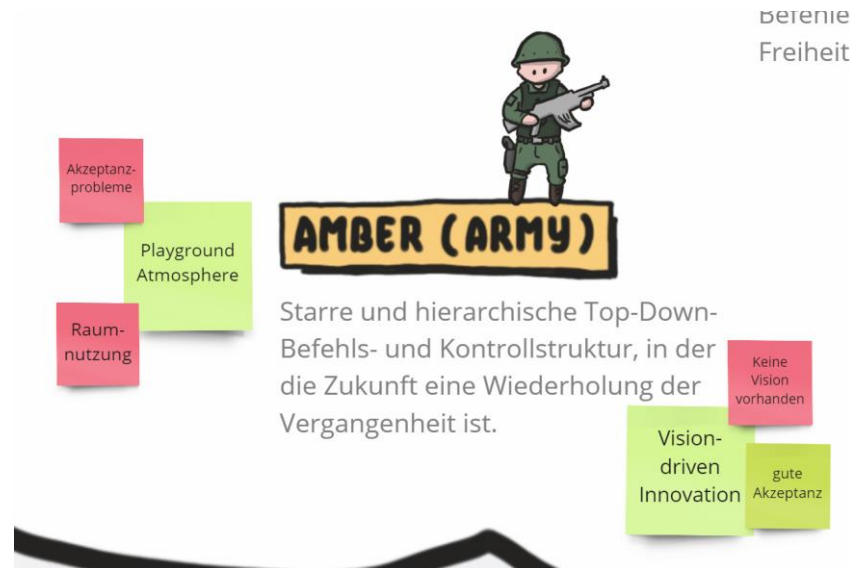 Befehle
Freiheit
Akzeptanz-
probleme
Playground
Atmosphere
Raum-
nutzung
AMBER (ARMY)
Starre und hierarchische Top-Down-
Befehls- und Kontrollstruktur, in der
die Zukunft eine Wiederholung der
Vergangenheit ist.
Keine
Vision
vorhanden
Vision-
driven
Innovation
gute
Akzeptanz